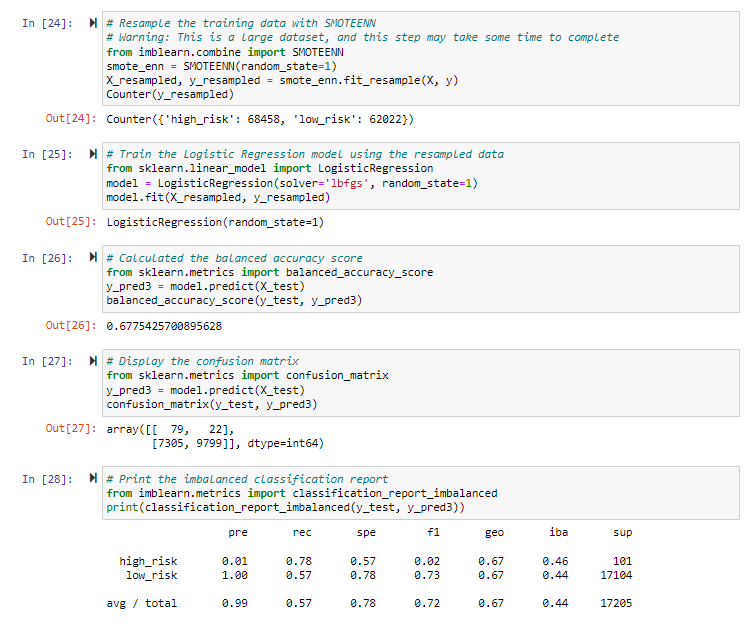 In [24]: # Resample the training data with SMOTEENN
# Warning: This is a large dataset, and this step may take some time to complete
from imblearn.combine import SMOTEENN
smote_enn = SMOTEENN(random_state=1)
X_resampled, y_resampled = smote_enn.fit_resample(X, y)
Counter(y_resampled)
Out[24]: Counter({'high_risk': 68458, 'low_risk': 62022})
In [25]: # Train the Logistic Regression model using the resampled data
from sklearn.linear_model import LogisticRegression
model = LogisticRegression(solver='lbfgs', random_state=1)
model.fit(X_resampled, y_resampled)
Out[25]: LogisticRegression(random_state=1)
In [26]: # Calculated the balanced accuracy score
from sklearn.metrics import balanced_accuracy_score
y_pred3 = model.predict(X_test)
balanced_accuracy_score(y_test, y_pred3)
Out[26]: 0.6775425700895628
In [27]: # Display the confusion matrix
from sklearn.metrics import confusion_matrix
y_pred3 = model.predict(X_test)
confusion_matrix(y_test, y_pred3)
Out[27]: array([[  79,   22],
[7305, 9799]], dtype=int64)
In [28]: # Print the imbalanced classification report
from imblearn.metrics import classification_report_imbalanced
print(classification_report_imbalanced(y_test, y_pred3))
pre rec spe f1 geo iba sup
high_risk 0.01 0.78 0.57 0.02 0.67 0.46 101
low_risk 1.00 0.57 0.78 0.73 0.67 0.44 17104
avg / total 0.99 0.57 0.78 0.72 0.67 0.44 17205